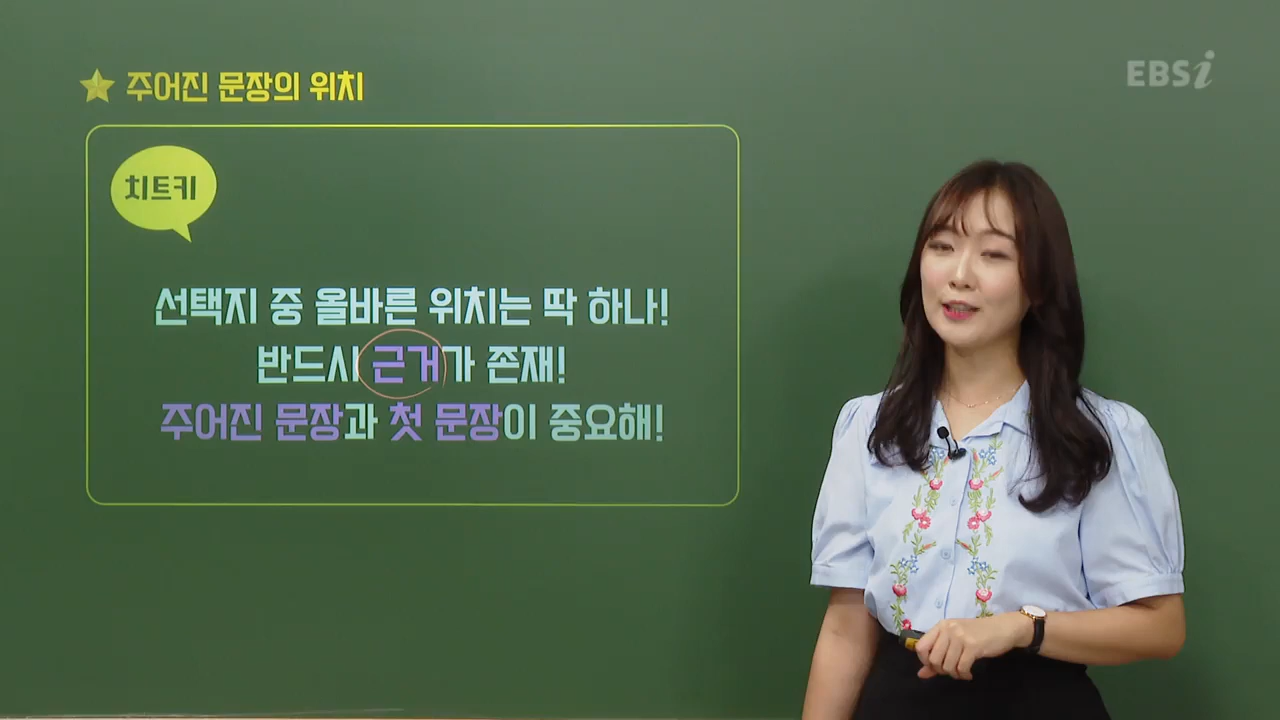 주어진 문장의 위치
EBSi
치트키
선택지 중 올바른 위치는 딱 하나!
반드시 근거가 존재!
주어진 문장과 첫 문장이 중요해!